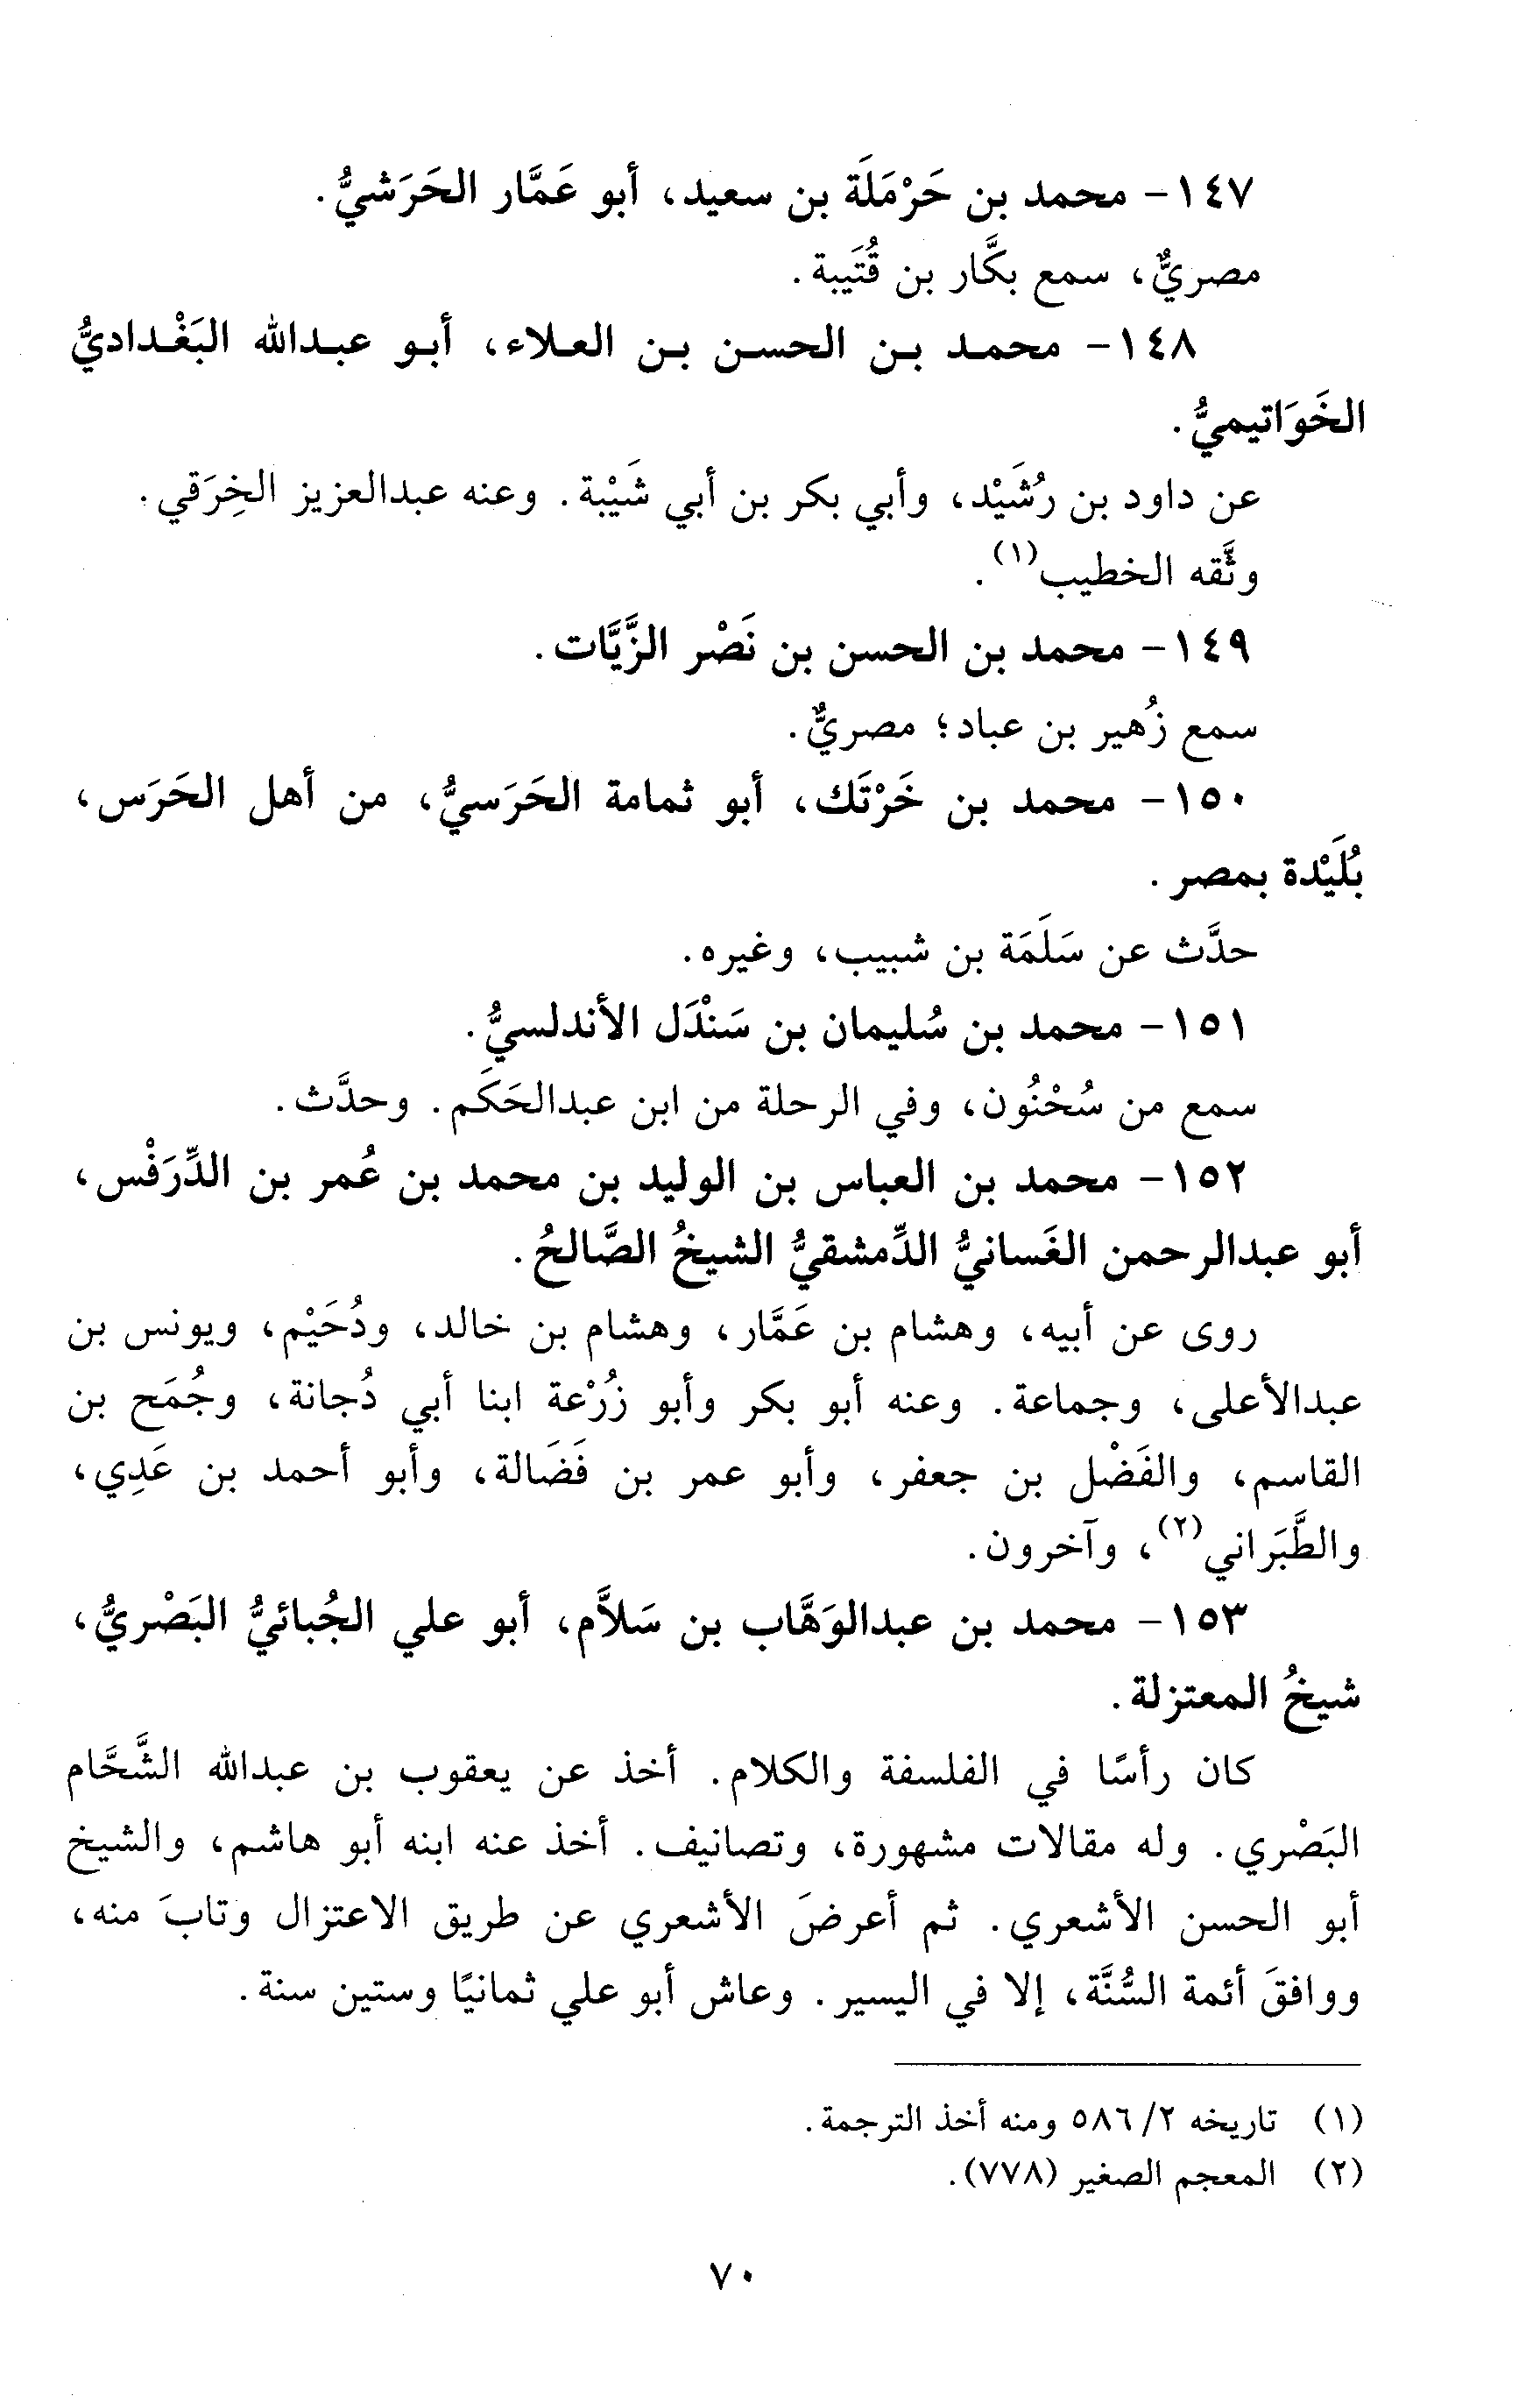 ١٤٧- محمد بن حَرْمَلَة بن سعيد، أبو عَمَّار الحَرَشيُّ.
مصريٌّ، سمع بكَّار بن قُتَيبة.
١٤٨- محمد بن الحسن بن العلاء، أبو عبدالله البَغْداديُّ
الخَوَاتيميُّ.
عن داود بن رُشَيْد، وأبي بكر بن أبي شَيْبة. وعنه عبدالعزيز الخِرَقي.
وثَّقه الخطيب(١).
١٤٩- محمد بن الحسن بن نَصْر الزَّيَّات.
سمع زُهير بن عباد؛ مصريٌّ.
١٥٠- محمد بن خَرْتَك، أبو ثمامة الحَرَسيُّ، من أهل الحَرَس،
بُلَيْدة بمصر.
حدَّث عن سَلَمَة بن شبيب، وغيره.
١٥١- محمد بن سُليمان بن سَنْدَل الأندلسيُّ.
سمع من سُحْنُون، وفي الرحلة من ابن عبدالحَكَم. وحدَّث.
١٥٢- محمد بن العباس بن الوليد بن محمد بن عُمر بن الدِّرَفْس،
أبو عبدالرحمن الغَسانيُّ الدِّمشقيُّ الشيخُ الصَّالحُ.
روى عن أبيه، وهشام بن عَمَّار، وهشام بن خالد، ودُحَيْم، ويونس بن
عبدالأعلى، وجماعة. وعنه أبو بكر وأبو زُرْعة ابنا أبي دُجانة، وجُمَح بن
القاسم، والفَضْل بن جعفر، وأبو عمر بن فَضَالة، وأبو أحمد بن عَدِي،
والطَّبَراني(٢)، وآخرون.
١٥٣- محمد بن عبدالوَهَّاب بن سَلاَّم، أبو علي الجُبائيُّ البَصْريُّ،
شيخُ المعتزلة.
كان رأسًا في الفلسفة والكلام. أخذ عن يعقوب بن عبدالله الشَّحَّام
البَصْري. وله مقالات مشهورة، وتصانيف. أخذ عنه ابنه أبو هاشم، والشيخ
أبو الحسن الأشعري. ثم أعرضَ الأشعري عن طريق الاعتزال وتابَ منه،
ووافقَ أئمة السُّنَّة، إلا في اليسير. وعاش أبو علي ثمانيًا وستين سنة.
(١) تاريخه ٢/ ٥٨٦ ومنه أخذ الترجمة.
(٢) المعجم الصغير (٧٧٨).
٧٠